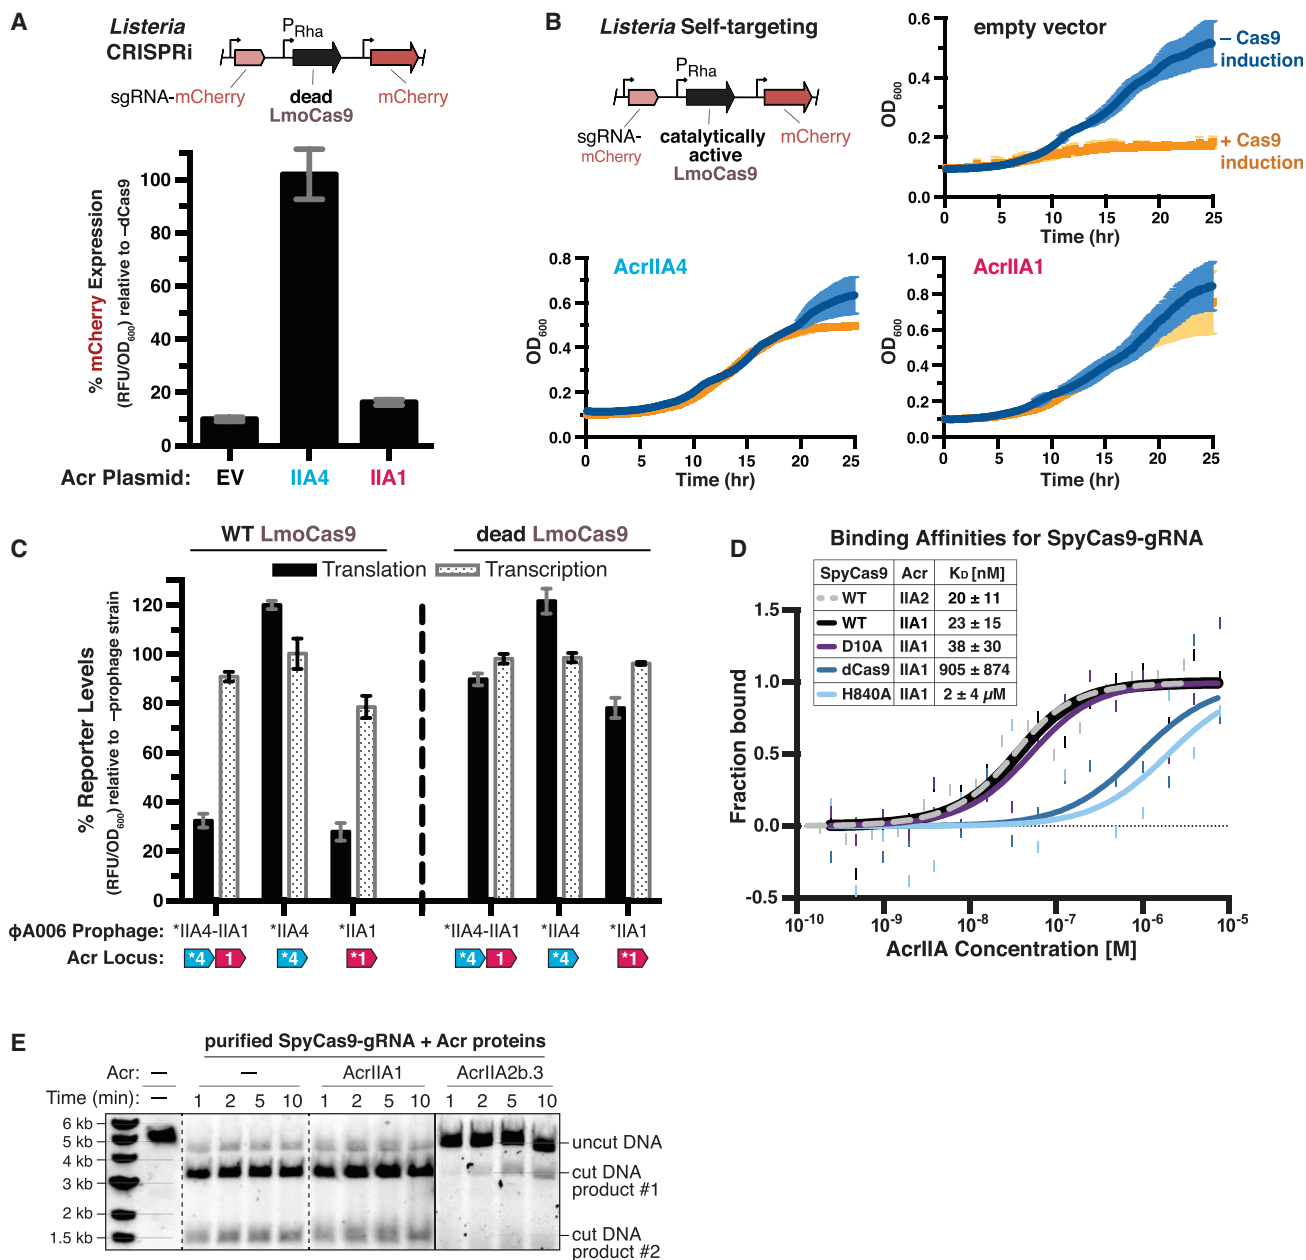 A
Listeria
CRISPRi
PRha
sgRNA-mCherry
dead
LmoCas9
mCherry
% mCherry Expression
(RFU/OD600) relative to –dCas9
100
80
60
40
20
0
Acr Plasmid: EV IIA4 IIA1
B
Listeria Self-targeting
PRha
sgRNA-
mCherry
catalytically
active
LmoCas9
mCherry
empty vector
OD600
0.6
0.4
0.2
0.0
0 5 10 15 20 25
Time (hr)
– Cas9
induction
+ Cas9
induction
AcrIIA4
OD600
0.8
0.6
0.4
0.2
0.0
0 5 10 15 20 25
Time (hr)
AcrIIA1
OD600
1.0
0.8
0.6
0.4
0.2
0.0
0 5 10 15 20 25
Time (hr)
C
WT LmoCas9
dead LmoCas9
Translation Transcription
% Reporter Levels
(RFU/OD600) relative to –prophage strain
120
100
80
60
40
20
0
ϕA006 Prophage: *IIA4-IIA1 *IIA4 *IIA1 *IIA4-IIA1 *IIA4 *IIA1
Acr Locus: *4 1 *4 *1 *4 1 *4 *1
D
Binding Affinities for SpyCas9-gRNA
SpyCas9 Acr KD [nM]
WT IIA2 20 ± 11
WT IIA1 23 ± 15
D10A IIA1 38 ± 30
dCas9 IIA1 905 ± 874
H840A IIA1 2 ± 4 µM
Fraction bound
1.5
1.0
0.5
0.0
-0.5
10-10 10-9 10-8 10-7 10-6 10-5
AcrIIA Concentration [M]
E
purified SpyCas9-gRNA + Acr proteins
Acr: — — AcrIIA1 AcrIIA2b.3
Time (min): — 1 2 5 10 1 2 5 10 1 2 5 10
6 kb
5 kb
4 kb
3 kb
2 kb
1.5 kb
uncut DNA
cut DNA
product #1
cut DNA
product #2